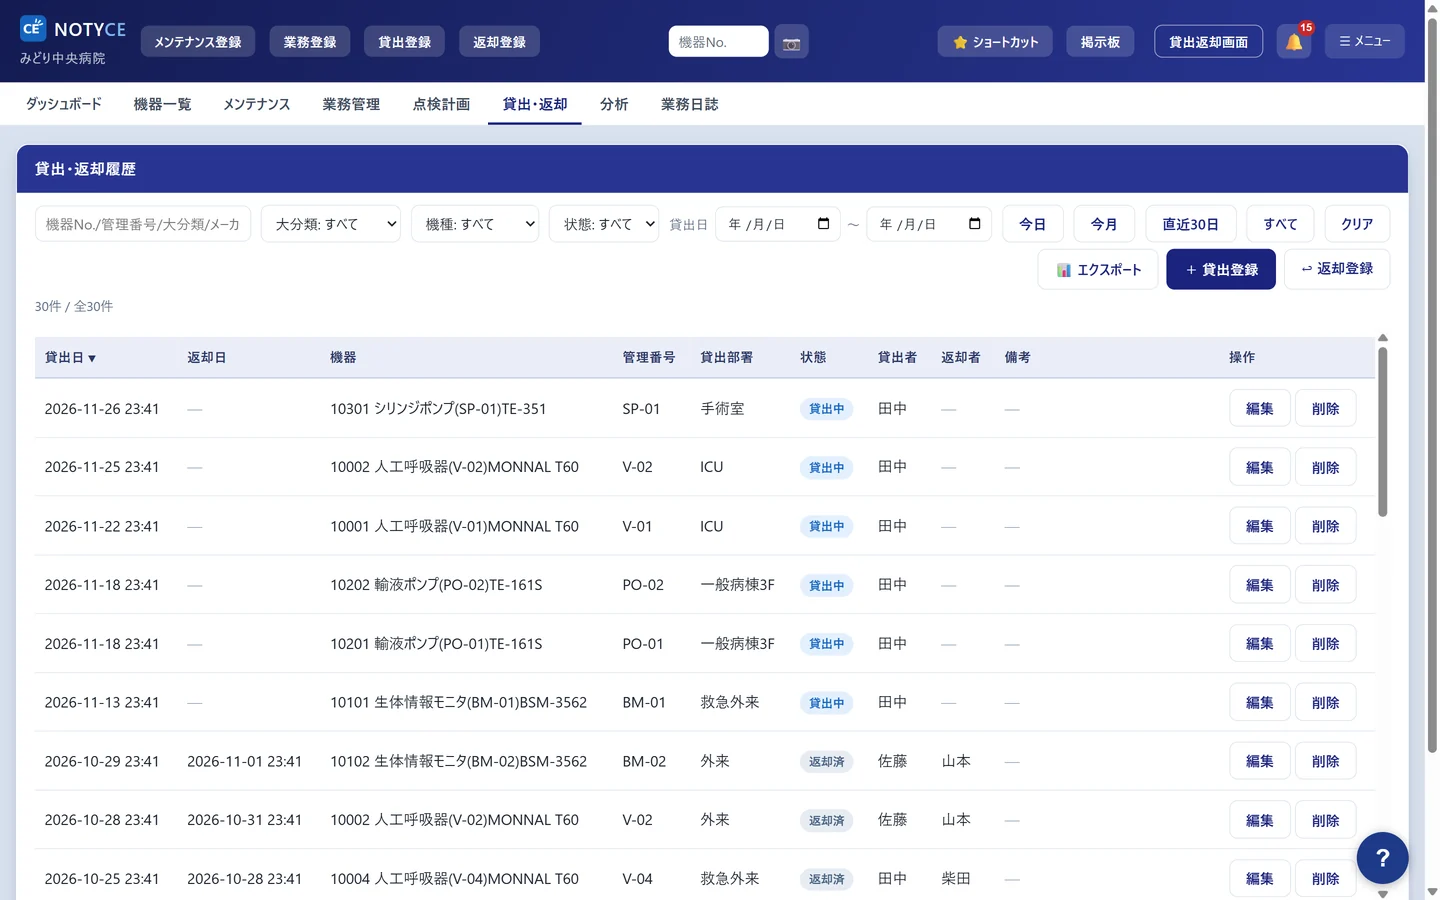 CE NOTYCE
みどり中央病院
メンテナンス登録 業務登録 貸出登録 返却登録 機器No. ⭐ ショートカット 掲示板 貸出返却画面 15 ☰ メニュー
ダッシュボード 機器一覧 メンテナンス 業務管理 点検計画 貸出・返却 分析 業務日誌
貸出・返却履歴
機器No./管理番号/大分類/メーカ 大分類: すべて 機種: すべて 状態: すべて 貸出日 年 /月/日 ～ 年 /月/日 今日 今月 直近30日 すべて クリア
📊 エクスポート ＋ 貸出登録 ↩ 返却登録
30件 / 全30件
貸出日▼ 返却日 機器 管理番号 貸出部署 状態 貸出者 返却者 備考 操作
2026-11-26 23:41 — 10301 シリンジポンプ(SP-01)TE-351 SP-01 手術室 貸出中 田中 — — 編集 削除
2026-11-25 23:41 — 10002 人工呼吸器(V-02)MONNAL T60 V-02 ICU 貸出中 田中 — — 編集 削除
2026-11-22 23:41 — 10001 人工呼吸器(V-01)MONNAL T60 V-01 ICU 貸出中 田中 — — 編集 削除
2026-11-18 23:41 — 10202 輸液ポンプ(PO-02)TE-161S PO-02 一般病棟3F 貸出中 田中 — — 編集 削除
2026-11-18 23:41 — 10201 輸液ポンプ(PO-01)TE-161S PO-01 一般病棟3F 貸出中 田中 — — 編集 削除
2026-11-13 23:41 — 10101 生体情報モニタ(BM-01)BSM-3562 BM-01 救急外来 貸出中 田中 — — 編集 削除
2026-10-29 23:41 2026-11-01 23:41 10102 生体情報モニタ(BM-02)BSM-3562 BM-02 外来 返却済 佐藤 山本 — 編集 削除
2026-10-28 23:41 2026-10-31 23:41 10002 人工呼吸器(V-02)MONNAL T60 V-02 外来 返却済 佐藤 山本 — 編集 削除
2026-10-25 23:41 2026-10-28 23:41 10004 人工呼吸器(V-04)MONNAL T60 V-04 救急外来 返却済 田中 柴田 — 編集 削除
?